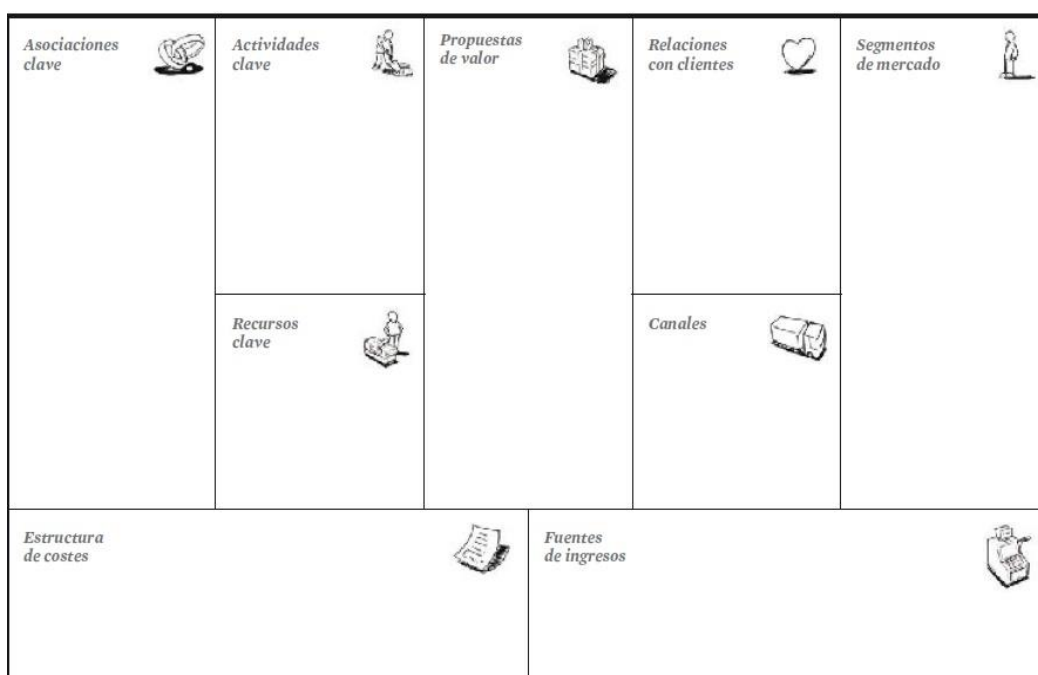 Asociaciones
clave
Actividades
clave
Propuestas
de valor
Relaciones
con clientes
Segmentos
de mercado
Recursos
clave
Canales
Estructura
de costes
Fuentes
de ingresos